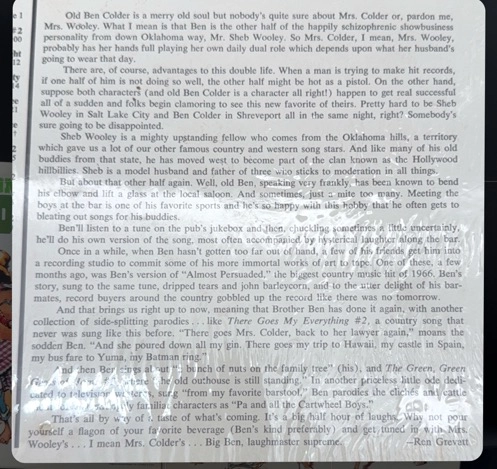 Old Ben Colder is a merry old soul but nobody's quite sure about Mrs. Colder or, pardon me,
Mrs. Wooley. What I mean is that Ben is the other half of the happily schizophrenic showbusiness
personality from down Oklahoma way, Mr. Sheb Wooley. So Mrs. Colder, I mean, Mrs. Wooley,
probably has her hands full playing her own daily dual role which depends upon what her husband's
going to wear that day.
There are, of course, advantages to this double life. When a man is trying to make hit records,
if one half of him is not doing so well, the other half might be hot as a pistol. On the other hand,
suppose both characters (and old Ben Colder is a character all right!) happen to get real successful
all of a sudden and folks begin clamoring to see this new favorite of theirs. Pretty hard to be Sheb
Wooley in Salt Lake City and Ben Colder in Shreveport all in the same night, right? Somebody's
sure going to be disappointed.
Sheb Wooley is a mighty upstanding fellow who comes from the Oklahoma hills, a territory
which gave us a lot of our other famous country and western song stars. And like many of his old
buddies from that state, he has moved west to become part of the clan known as the Hollywood
hillbillies. Sheb is a model husband and father of three who sticks to moderation in all things.
But about that other half again. Well, old Ben, speaking very frankly, has been known to bend
his elbow and lift a glass at the local saloon. And sometimes, just a mite too many. Meeting the
boys at the bar is one of his favorite sports and he's so happy with this hobby that he often gets to
bleating out songs for his buddies.
Ben'll listen to a tune on the pub's jukebox and then, chuckling sometimes a little uncertainly,
he'll do his own version of the song, most often accompanied by hysterical laughter along the bar.
Once in a while, when Ben hasn't gotten too far out of hand, a few of his friends get him into
a recording studio to commit some of his more immortal works of art to tape. One of these, a few
months ago, was Ben's version of "Almost Persuaded," the biggest country music hit of 1966. Ben's
story, sung to the same tune, dripped tears and john barleycorn, and to the utter delight of his bar-
mates, record buyers around the country gobbled up the record like there was no tomorrow.
And that brings us right up to now, meaning that Brother Ben has done it again, with another
collection of side-splitting parodies . . . like There Goes My Everything #2, a country song that
never was sung like this before. "There goes Mrs. Colder, back to her lawyer again," moans the
sodden Ben. "And she poured down all my gin. There goes my trip to Hawaii, my castle in Spain,
my bus fare to Yuma, my Batman ring."
then Ben bunch of nuts on the family tree" (his), and The Green, Green
old outhouse is still standing." In another priceless little ode dedi-
cated to television "from my favorite barstool," Ben parodies the cliches and cattle
familiar characters as "Pa and all the Cartwheel Boys."
That's all by way of a taste of what's coming. It's a big half hour of laughs. Why not pour
yourself a flagon of your favorite beverage (Ben's kind preferably) and get tuned in with Mrs.
Wooley's . . . I mean Mrs. Colder's . . . Big Ben, laughmaster supreme.
—Ren Grevatt